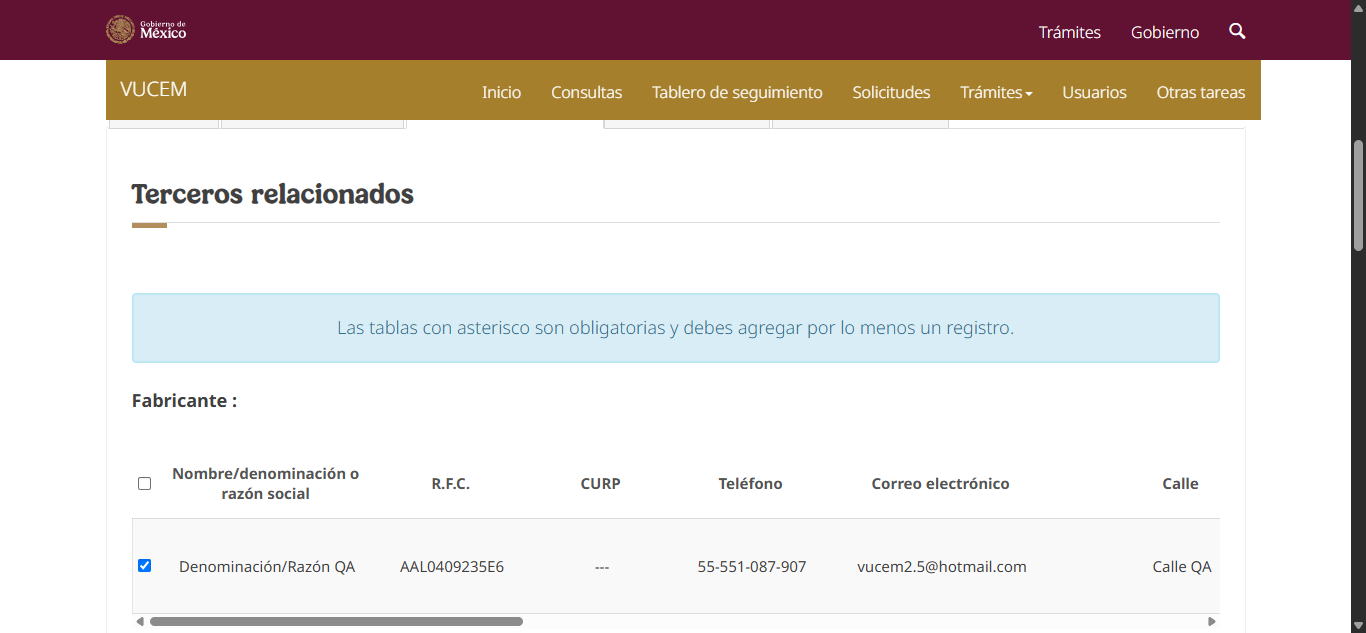 Gobierno de
México
Trámites
Gobierno
VUCEM
Inicio
Consultas
Tablero de seguimiento
Solicitudes
Trámites
Usuarios
Otras tareas
Terceros relacionados
Las tablas con asterisco son obligatorias y debes agregar por lo menos un registro.
Fabricante :
Nombre/denominación o
razón social
R.F.C.
CURP
Teléfono
Correo electrónico
Calle
Denominación/Razón QA
AAL0409235E6
---
55-551-087-907
vucem2.5@hotmail.com
Calle QA